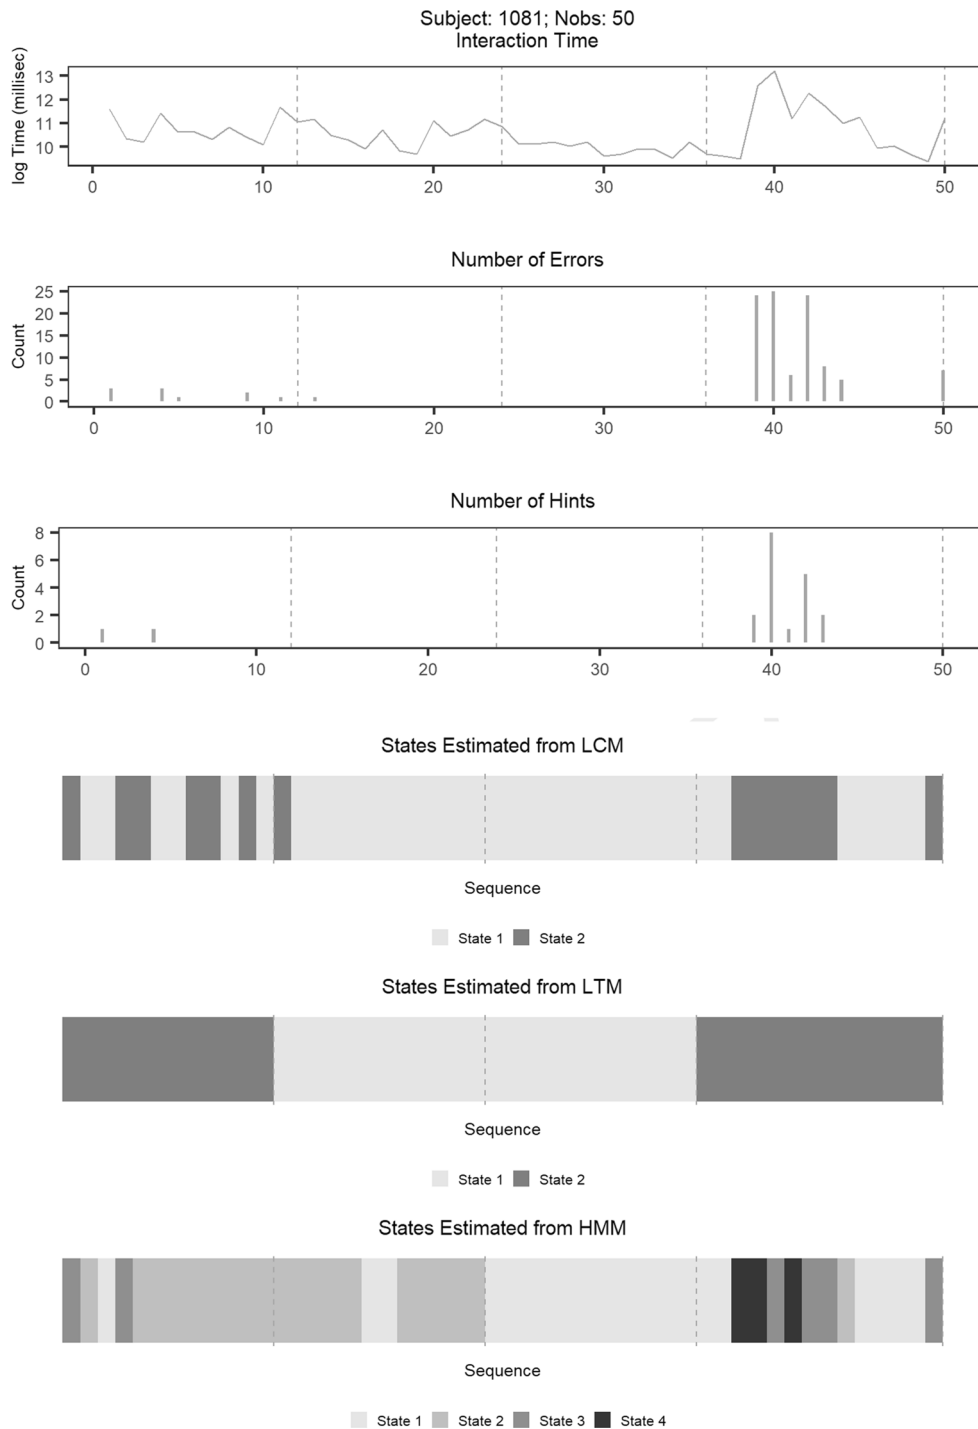 Subject: 1081; Nobs: 50
Interaction Time
log Time (millisec)
13
12
11
10
0 10 20 30 40 50
Number of Errors
Count
25
20
15
10
5
0
0 10 20 30 40 50
Number of Hints
Count
8
6
4
2
0
0 10 20 30 40 50
States Estimated from LCM
Sequence
State 1 State 2
States Estimated from LTM
Sequence
State 1 State 2
States Estimated from HMM
Sequence
State 1 State 2 State 3 State 4